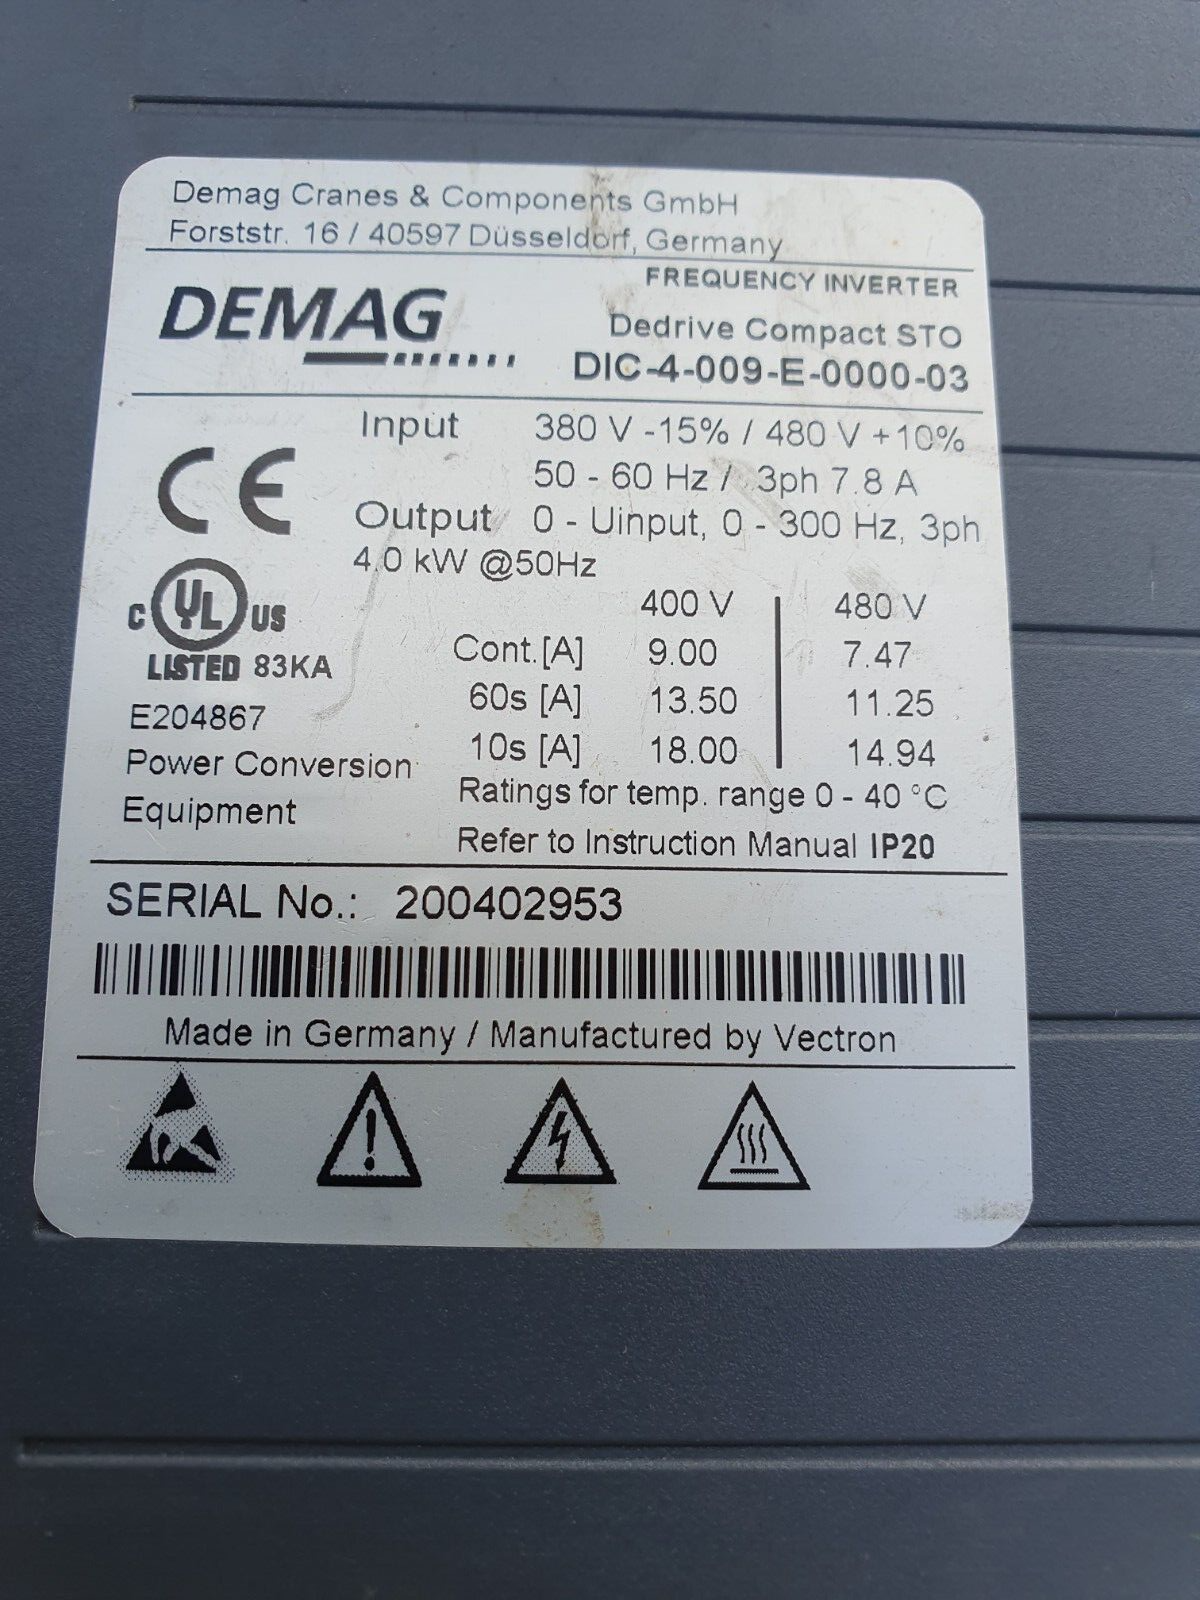 Demag Cranes & Components GmbH
Forststr. 16 / 40597 Düsseldorf, Germany
DEMAG
FREQUENCY INVERTER
Dedrive Compact STO
DIC-4-009-E-0000-03
Input 380 V -15% / 480 V +10%
50 - 60 Hz / 3ph 7.8 A
Output 0 - Uinput, 0 - 300 Hz, 3ph
4.0 kW @50Hz
CE
400 V 480 V
Cont.[A] 9.00 7.47
60s [A] 13.50 11.25
10s [A] 18.00 14.94
Ratings for temp. range 0 - 40 °C
Refer to Instruction Manual IP20
C UL US
LISTED 83KA
E204867
Power Conversion
Equipment
SERIAL No.: 200402953
Made in Germany / Manufactured by Vectron